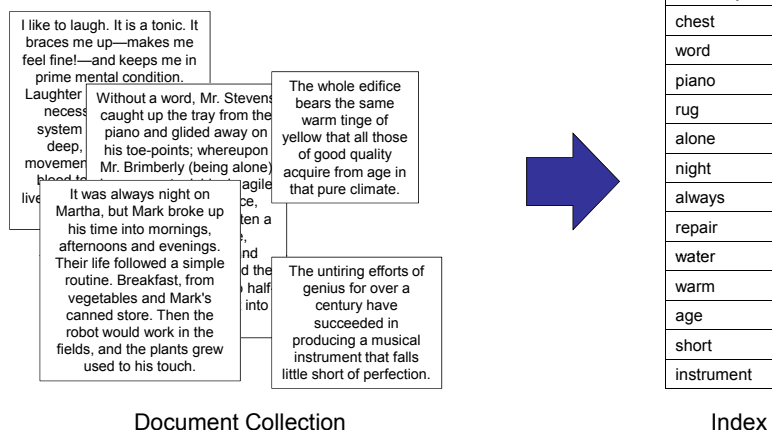 I like to laugh. It is a tonic. It
braces me up—makes me
feel fine!—and keeps me in
prime mental condition.
Laughter
necess
system
deep,
movemen
live
Without a word, Mr. Stevens
caught up the tray from the
piano and glided away on
his toe-points; whereupon
Mr. Brimberly (being alone)
agile
ce,
ten a
e,
and
d the
half
into
The whole edifice
bears the same
warm tinge of
yellow that all those
of good quality
acquire from age in
that pure climate.
It was always night on
Martha, but Mark broke up
his time into mornings,
afternoons and evenings.
Their life followed a simple
routine. Breakfast, from
vegetables and Mark's
canned store. Then the
robot would work in the
fields, and the plants grew
used to his touch.
The untiring efforts of
genius for over a
century have
succeeded in
producing a musical
instrument that falls
little short of perfection.
Document Collection
chest
word
piano
rug
alone
night
always
repair
water
warm
age
short
instrument
Index